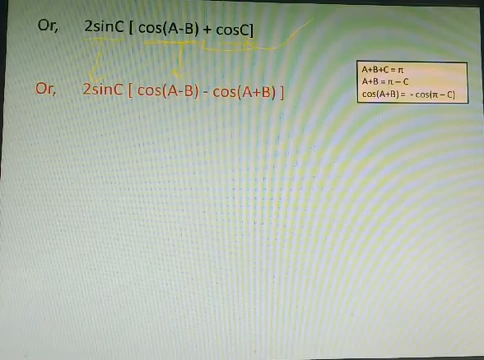 Or, 2sinC [ cos(A-B) + cosC]
Or, 2sinC [ cos(A-B) - cos(A+B) ]
A+B+C = π
A+B = π – C
cos(A+B) = - cos(π – C)